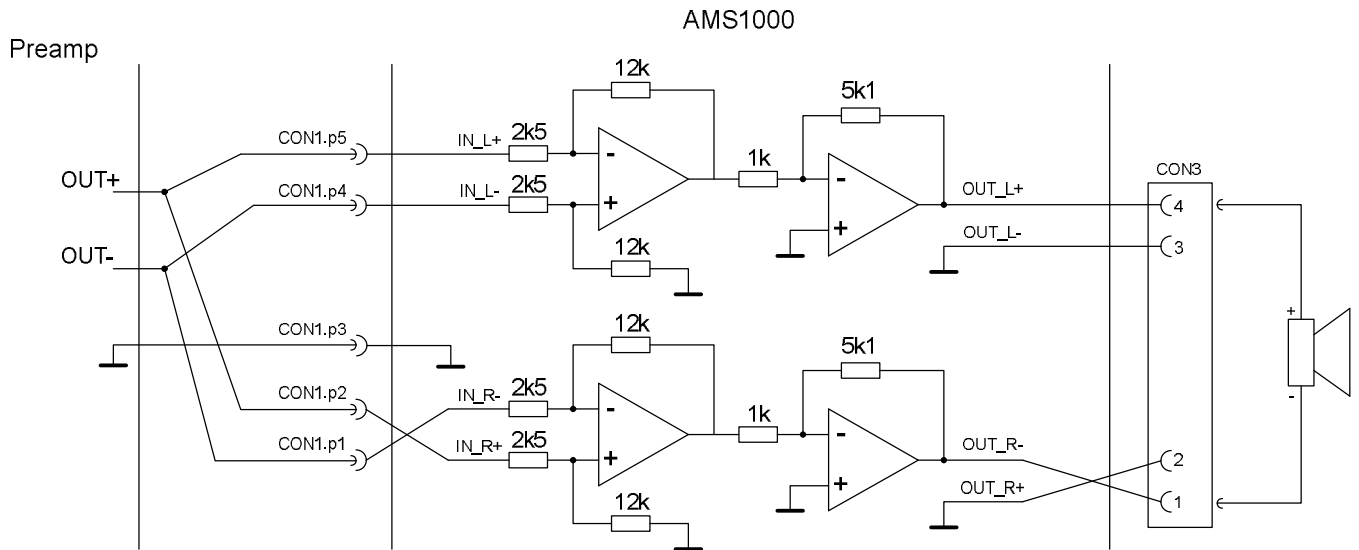 AMS1000
Preamp
12k
5k1
CON1.p5
IN_L+
2k5
-
1k
-
CON3
OUT+
CON1.p4
IN_L-
2k5
+
+
OUT_L+
4
OUT-
OUT_L-
3
12k
CON1.p3
12k
5k1
+
CON1.p2
IN_R-
2k5
-
1k
-
-
CON1.p1
IN_R+
2k5
+
+
OUT_R-
2
OUT_R+
1
12k